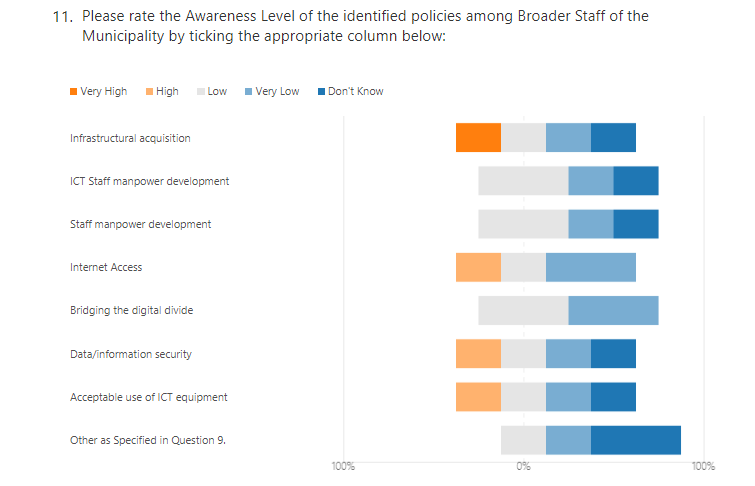 11. Please rate the Awareness Level of the identified policies among Broader Staff of the
Municipality by ticking the appropriate column below:
Very High High Low Very Low Don't Know
Infrastructural acquisition
ICT Staff manpower development
Staff manpower development
Internet Access
Bridging the digital divide
Data/information security
Acceptable use of ICT equipment
Other as Specified in Question 9.
100% 0% 100%